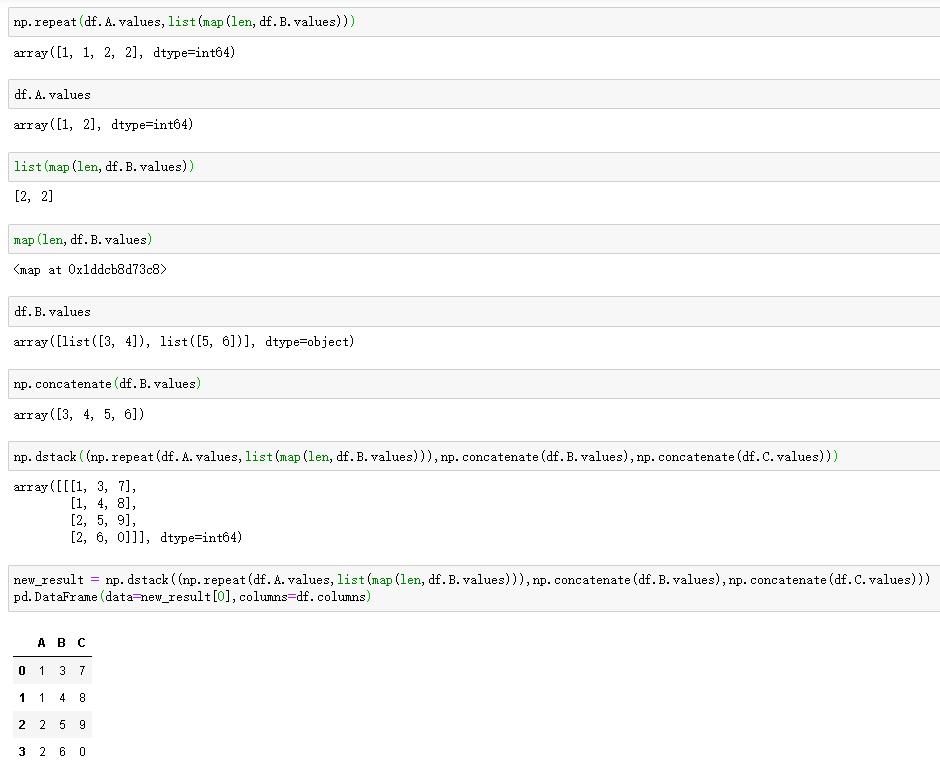 np.repeat(df.A.values,list(map(len,df.B.values)))
array([1, 1, 2, 2], dtype=int64)
df.A.values
array([1, 2], dtype=int64)
list(map(len,df.B.values))
[2, 2]
map(len,df.B.values)
<map at 0x1ddcb8d73c8>
df.B.values
array([list([3, 4]), list([5, 6])], dtype=object)
np.concatenate(df.B.values)
array([3, 4, 5, 6])
np.dstack((np.repeat(df.A.values,list(map(len,df.B.values))),np.concatenate(df.B.values),np.concatenate(df.C.values)))
array([[[1, 3, 7],
[1, 4, 8],
[2, 5, 9],
[2, 6, 0]]], dtype=int64)
new_result = np.dstack((np.repeat(df.A.values,list(map(len,df.B.values))),np.concatenate(df.B.values),np.concatenate(df.C.values)))
pd.DataFrame(data=new_result[0],columns=df.columns)
A B C
0 1 3 7
1 1 4 8
2 2 5 9
3 2 6 0